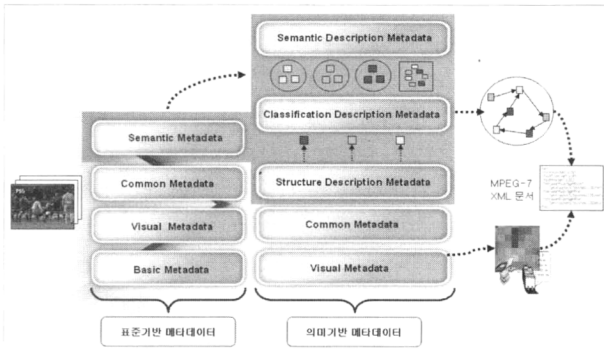 Semantic Description Metadata
Classification Description Metadata
Semantic Metadata
Common Metadata
Structure Description Metadata
MPEG-7
XML 문서
Visual Metadata
Common Metadata
Basic Metadata
Visual Metadata
표준기반 메타데이터
의미기반 메타데이터